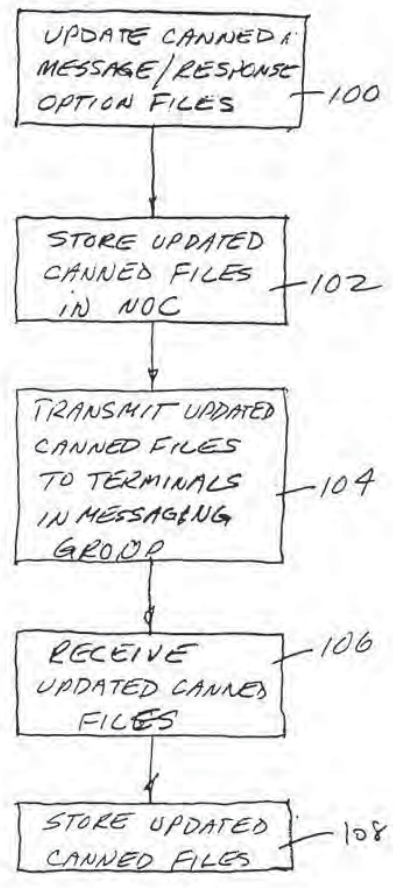 UPDATE CANNED
MESSAGE/RESPONSE
OPTION FILES
100
STORE UPDATED
CANNED FILES
IN NOC
102
TRANSMIT UPDATED
CANNED FILES
TO TERMINALS
IN MESSAGING
GROUP
104
RECEIVE
UPDATED CANNED
FILES
106
STORE UPDATED
CANNED FILES
108